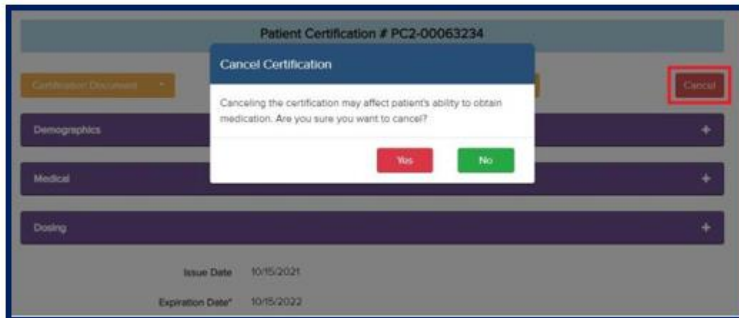 Patient Certification # PC2-00063234
Cancel Certification
Certification Document
Cancel
Canceling the certification may affect patient's ability to obtain
medication. Are you sure you want to cancel?
Demographics +
Yes No
Medical +
Dosing +
Issue Date 10/15/2021
Expiration Date* 10/15/2022